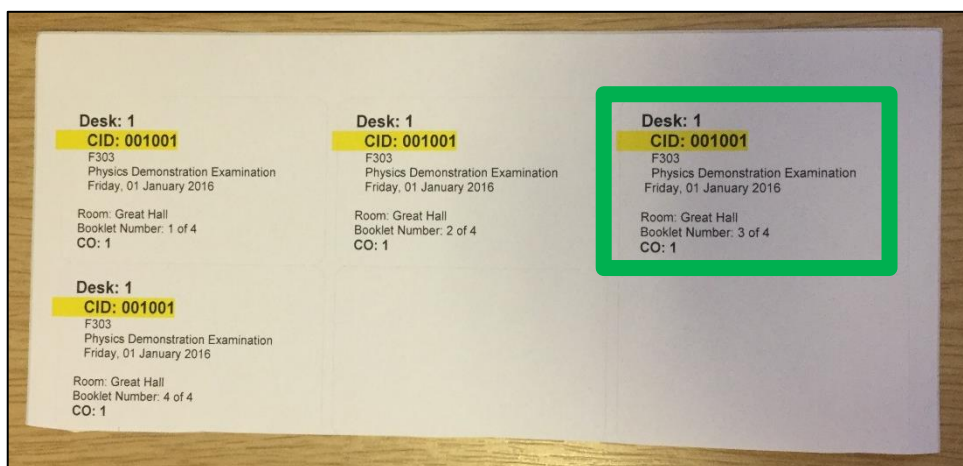 Desk: 1
CID: 001001
F303
Physics Demonstration Examination
Friday, 01 January 2016
Room: Great Hall
Booklet Number: 1 of 4
CO: 1
Desk: 1
CID: 001001
F303
Physics Demonstration Examination
Friday, 01 January 2016
Room: Great Hall
Booklet Number: 2 of 4
CO: 1
Desk: 1
CID: 001001
F303
Physics Demonstration Examination
Friday, 01 January 2016
Room: Great Hall
Booklet Number: 3 of 4
CO: 1
Desk: 1
CID: 001001
F303
Physics Demonstration Examination
Friday, 01 January 2016
Room: Great Hall
Booklet Number: 4 of 4
CO: 1